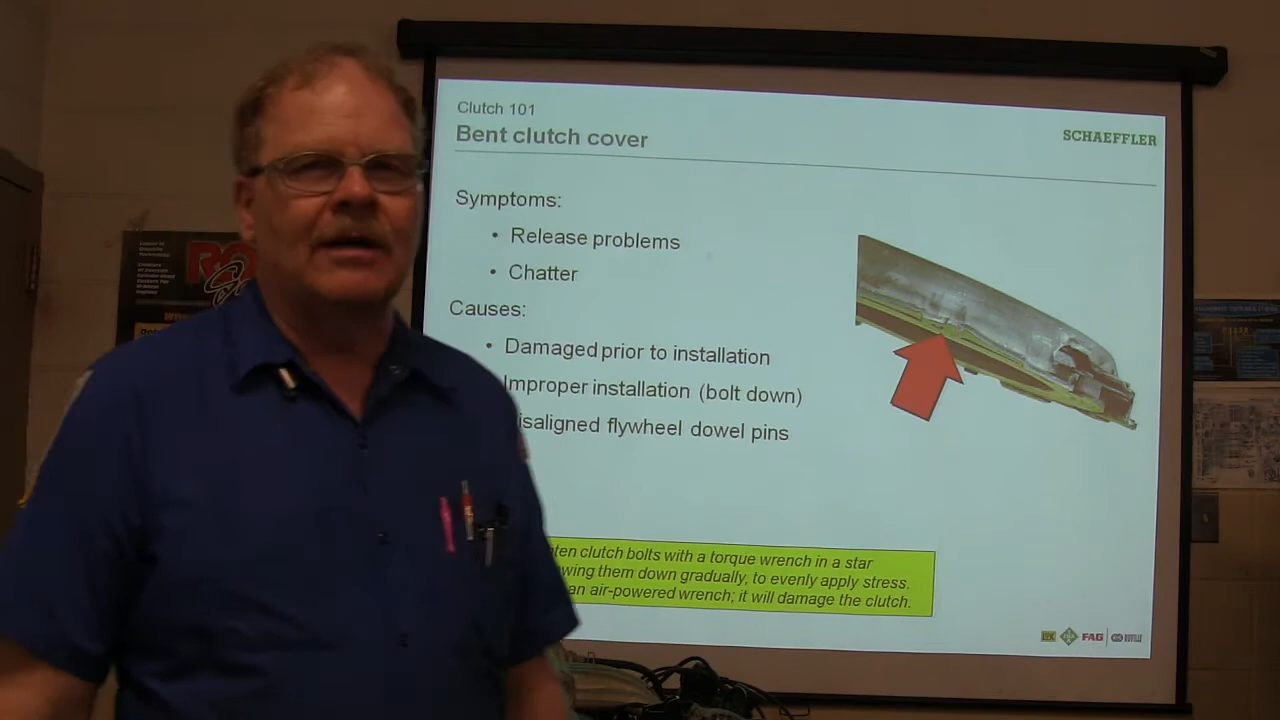 Clutch 101
Bent clutch cover
SCHAEFFLER
Symptoms:
• Release problems
• Chatter
Causes:
• Damaged prior to installation
Improper installation (bolt down)
isaligned flywheel dowel pins
ten clutch bolts with a torque wrench in a star
wing them down gradually, to evenly apply stress.
an air-powered wrench; it will damage the clutch.
FAG